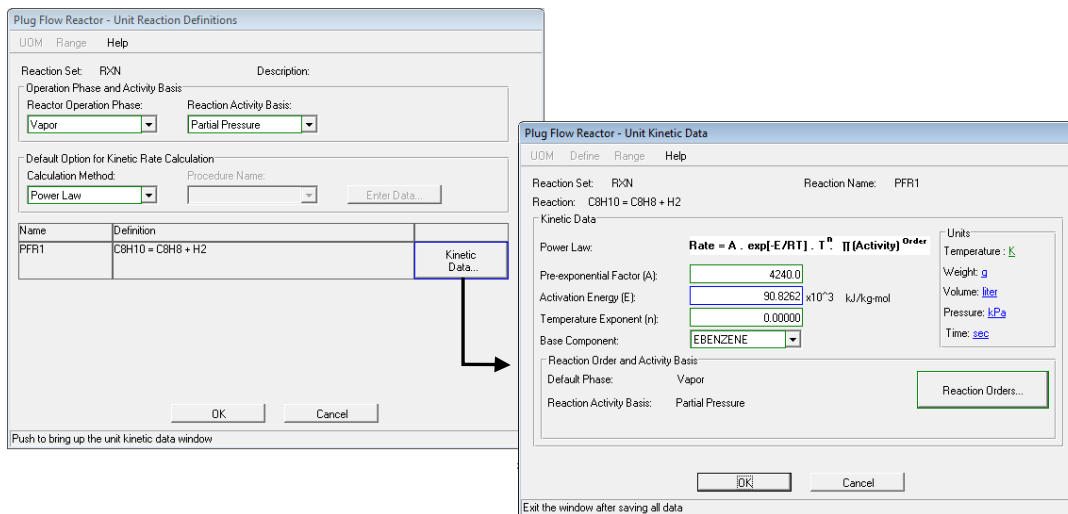 Plug Flow Reactor - Unit Reaction Definitions
UOM Range Help
Reaction Set: RXN Description:
Operation Phase and Activity Basis
Reactor Operation Phase: Reaction Activity Basis:
Vapor Partial Pressure
Default Option for Kinetic Rate Calculation
Calculation Method: Procedure Name:
Power Law Enter Data...
Name Definition
PFR1 C8H10 = C8H8 + H2 Kinetic
Data...
OK Cancel
Push to bring up the unit kinetic data window
Plug Flow Reactor - Unit Kinetic Data
UOM Define Range Help
Reaction Set: RXN Reaction Name: PFR1
Reaction: C8H10 = C8H8 + H2
Kinetic Data
Power Law: Rate = A . exp[-E/RT] . T^n . ∏(Activity)^Order
Pre-exponential Factor (A): 4240.0
Activation Energy (E): 90.8262 x10^3 kJ/kg-mol
Temperature Exponent (n): 0.00000
Base Component: EBENZENE
Units
Temperature : K
Weight: g
Volume: liter
Pressure: kPa
Time: sec
Reaction Order and Activity Basis
Default Phase: Vapor
Reaction Activity Basis: Partial Pressure
Reaction Orders...
OK Cancel
Exit the window after saving all data